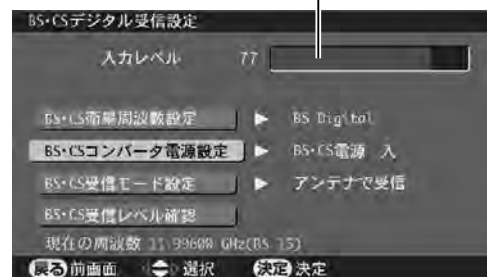 BS・CSデジタル受信設定
入力レベル 77
BS・CS衛星周波数設定 ▶ BS Digital
BS・CSコンバータ電源設定 ▶ BS・CS電源 入
BS・CS受信モード設定 ▶ アンテナで受信
BS・CS受信レベル確認
現在の周波数 11.99600 GHz(BS 15)
戻る 前画面 選択 決定 決定